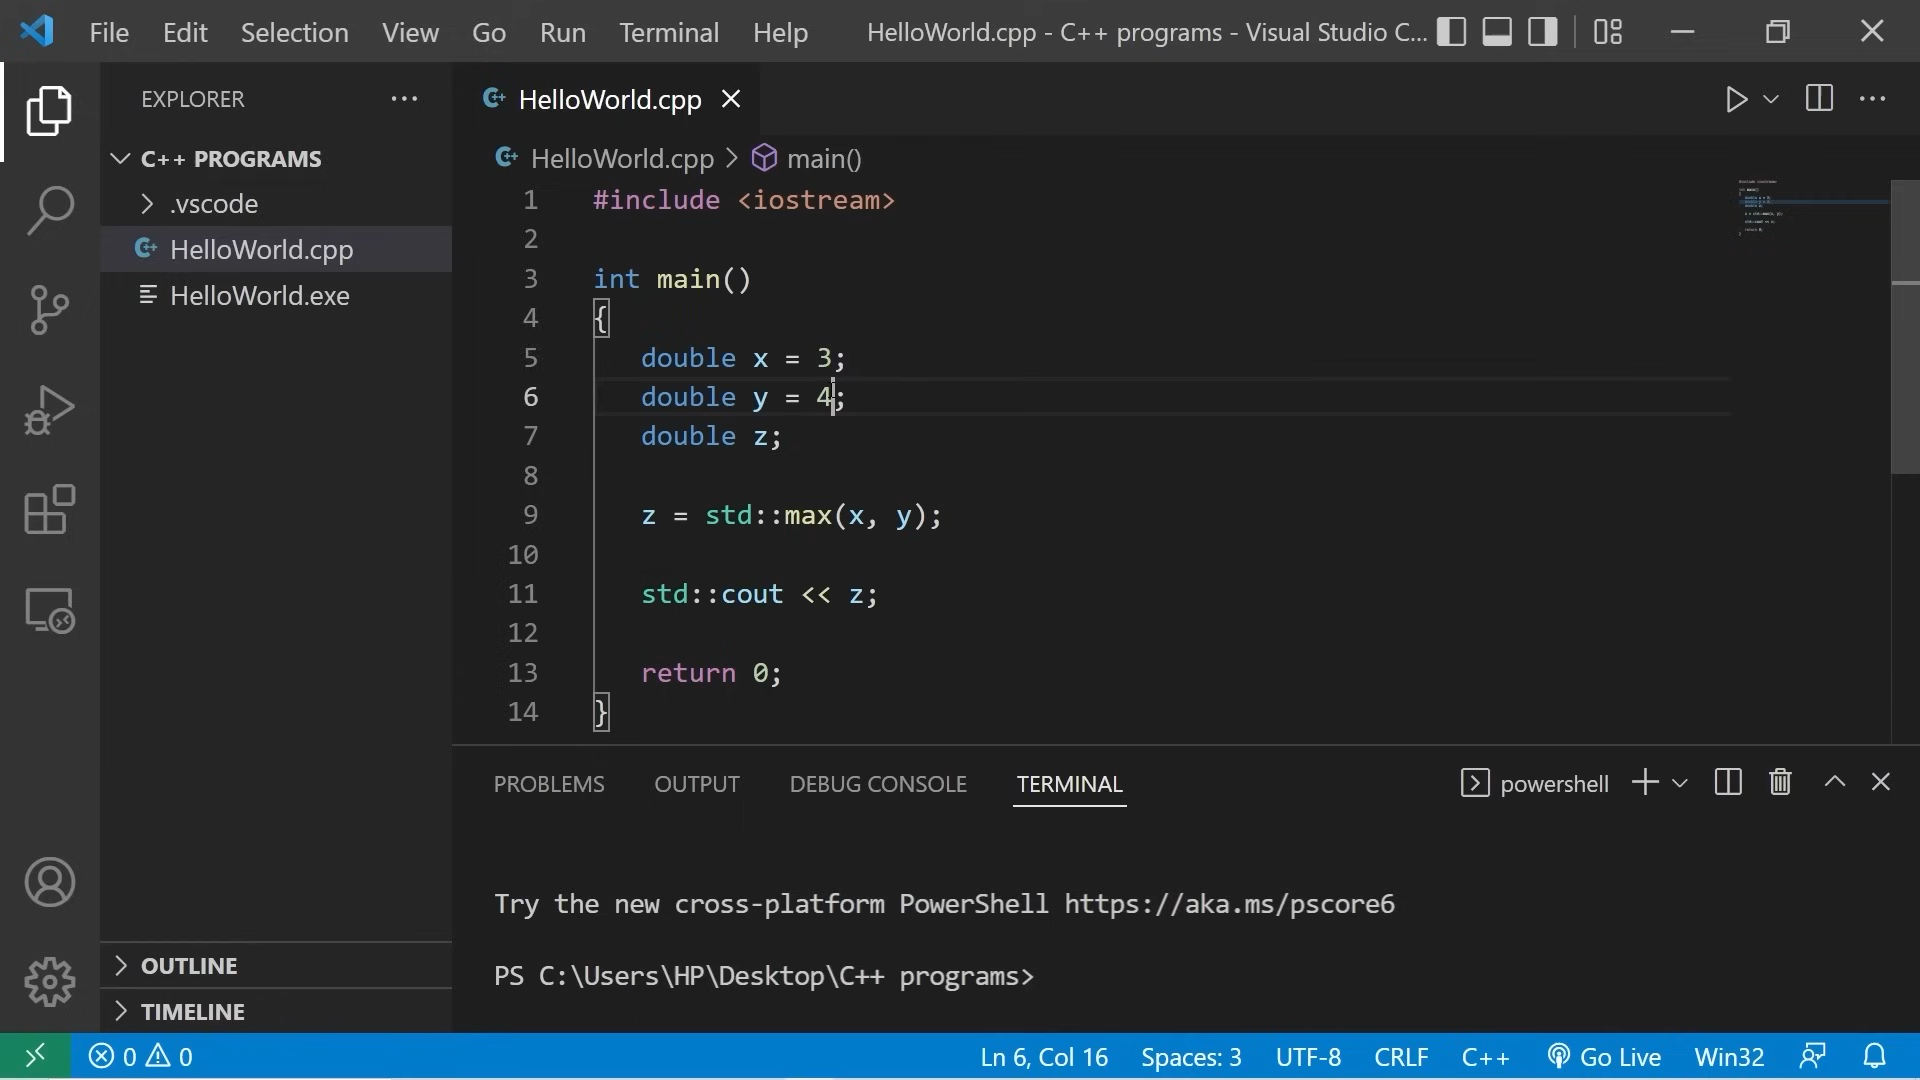 File Edit Selection View Go Run Terminal Help HelloWorld.cpp - C++ programs - Visual Studio C...
EXPLORER
C++ PROGRAMS
.vscode
HelloWorld.cpp
HelloWorld.exe
OUTLINE
TIMELINE
HelloWorld.cpp
HelloWorld.cpp > main()
1 #include <iostream>
2
3 int main()
4 {
5 double x = 3;
6 double y = 4;
7 double z;
8
9 z = std::max(x, y);
10
11 std::cout << z;
12
13 return 0;
14 }
PROBLEMS OUTPUT DEBUG CONSOLE TERMINAL powershell
Try the new cross-platform PowerShell https://aka.ms/pscore6
PS C:\Users\HP\Desktop\C++ programs>
0 0 Ln 6, Col 16 Spaces: 3 UTF-8 CRLF C++ Go Live Win32